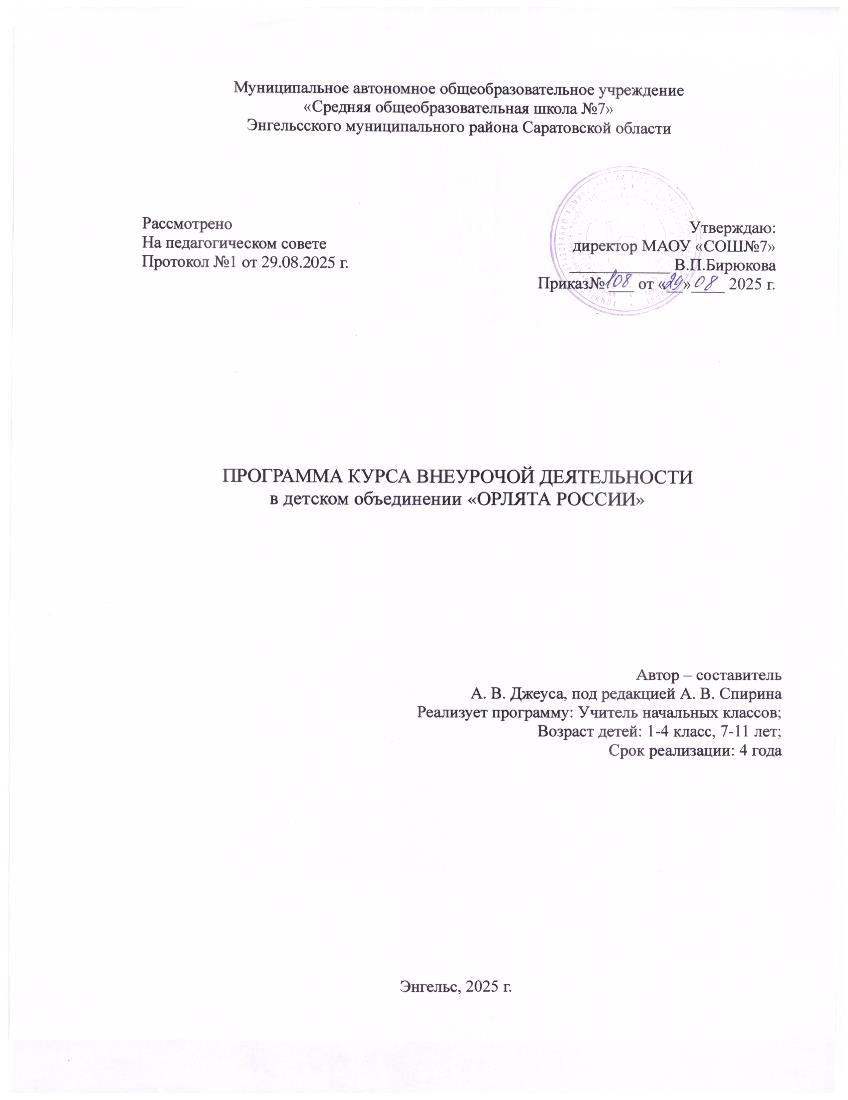 Муниципальное автономное общеобразовательное учреждение
«Средняя общеобразовательная школа №7»
Энгельсского муниципального района Саратовской области
Рассмотрено
На педагогическом совете
Протокол №1 от 29.08.2025 г.
Утверждаю:
директор МАОУ «СОШ№7»
____________ В.П.Бирюкова
Приказ№ 108 от «29» 08 2025 г.
ПРОГРАММА КУРСА ВНЕУРОЧОЙ ДЕЯТЕЛЬНОСТИ
в детском объединении «ОРЛЯТА РОССИИ»
Автор – составитель
А. В. Джеуса, под редакцией А. В. Спирина
Реализует программу: Учитель начальных классов;
Возраст детей: 1-4 класс, 7-11 лет;
Срок реализации: 4 года
Энгельс, 2025 г.